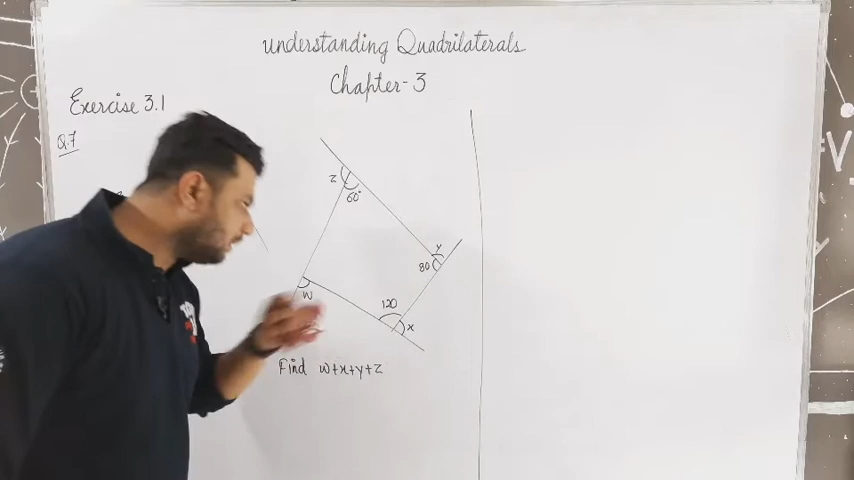 understanding Quadrilaterals
Chapter-3
Exercise 3.1
Q.7
z
60°
y
80
w
120
x
Find w+x+y+z